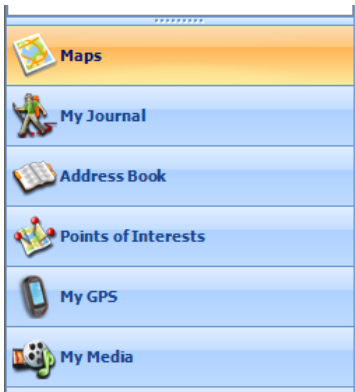 Maps
My Journal
Address Book
Points of Interests
My GPS
My Media